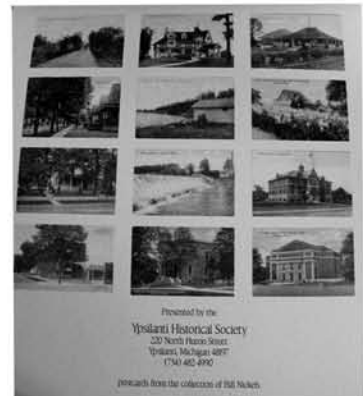 Presented by the
Ypsilanti Historical Society
220 North Huron Street
Ypsilanti, Michigan 48197
(734) 482-4990
postcards from the collection of Bill Nickels